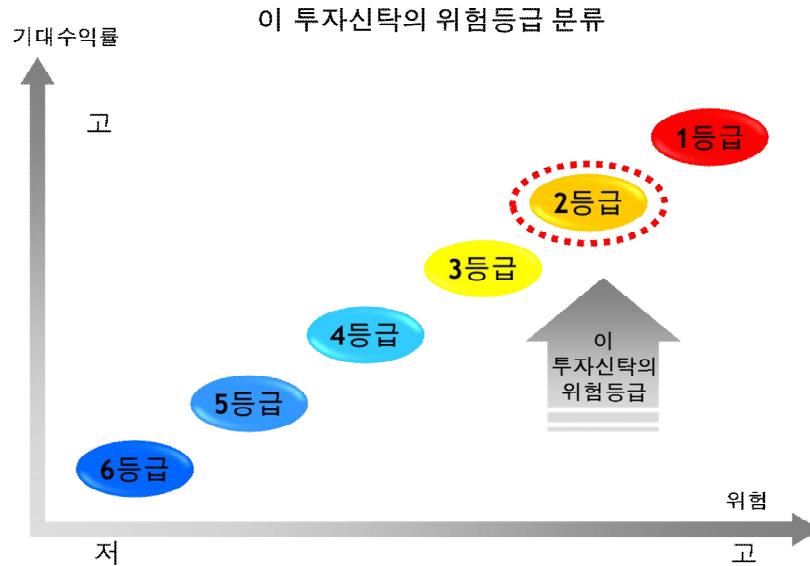 이 투자신탁의 위험등급 분류
기대수익률
고
1등급
2등급
3등급
4등급
이
투자신탁의
위험등급
5등급
6등급
위험
저
고